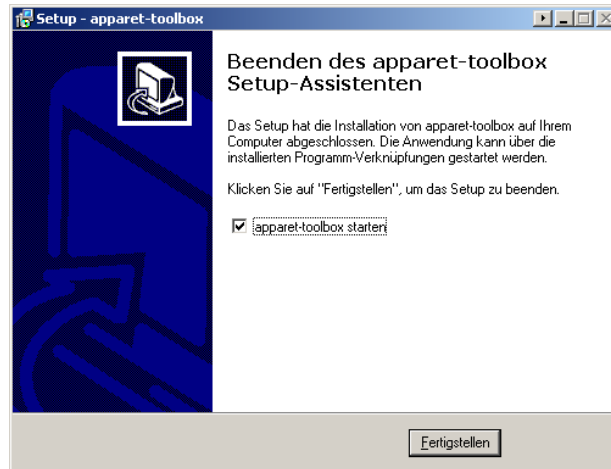 Setup - apparet-toolbox
Beenden des apparet-toolbox
Setup-Assistenten
Das Setup hat die Installation von apparet-toolbox auf Ihrem
Computer abgeschlossen. Die Anwendung kann über die
installierten Programm-Verknüpfungen gestartet werden.
Klicken Sie auf "Fertigstellen", um das Setup zu beenden.
apparet-toolbox starten
Fertigstellen